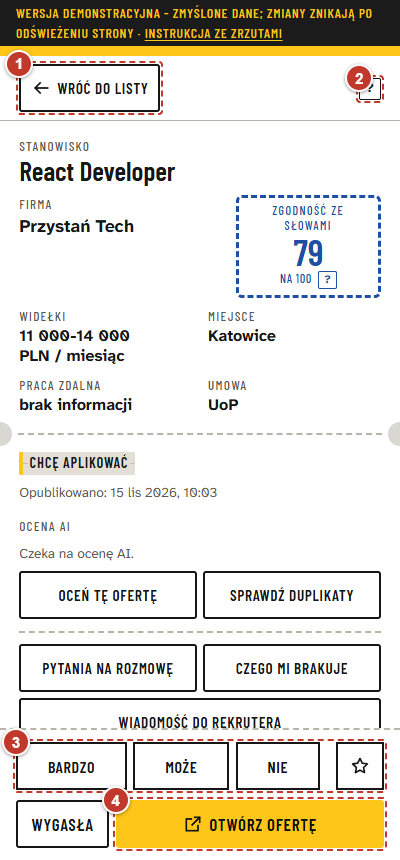 WERSJA DEMONSTRACYJNA - ZMYŚLONE DANE; ZMIANY ZNIKAJĄ PO
ODŚWIEŻENIU STRONY · INSTRUKCJA ZE ZRZUTAMI
1
WRÓĆ DO LISTY
2
?
STANOWISKO
React Developer
FIRMA
Przystań Tech
ZGODNOŚĆ ZE
SŁOWAMI
79
NA 100 ?
WIDEŁKI
11 000-14 000
PLN / miesiąc
MIEJSCE
Katowice
PRACA ZDALNA
brak informacji
UMOWA
UoP
CHCĘ APLIKOWAĆ
Opublikowano: 15 lis 2026, 10:03
OCENA AI
Czeka na ocenę AI.
OCEŃ TĘ OFERTĘ
SPRAWDŹ DUPLIKATY
PYTANIA NA ROZMOWĘ
CZEGO MI BRAKUJE
WIADOMOŚĆ DO REKRUTERA
3
BARDZO
MOŻE
NIE
4
WYGASŁA
OTWÓRZ OFERTĘ